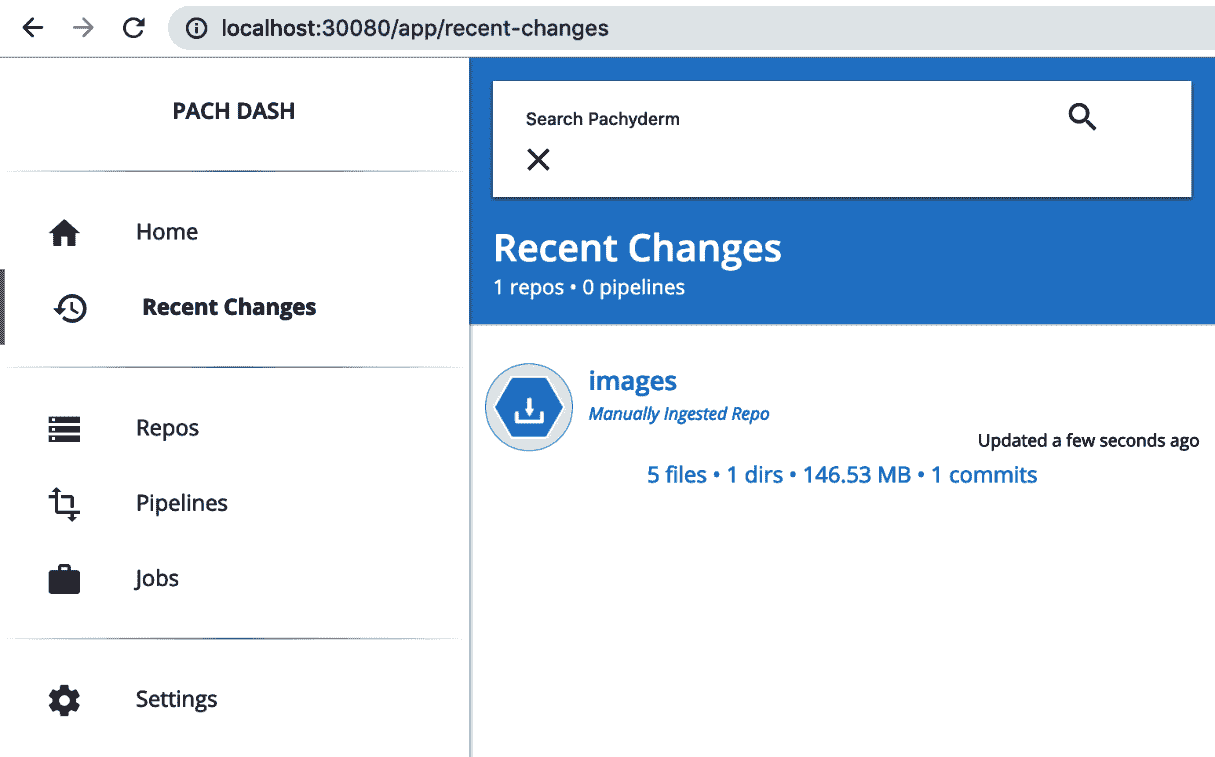 localhost:30080/app/recent-changes
PACH DASH
Home
Recent Changes
Repos
Pipelines
Jobs
Settings
Search Pachyderm
Recent Changes
1 repos • 0 pipelines
images
Manually Ingested Repo
Updated a few seconds ago
5 files • 1 dirs • 146.53 MB • 1 commits